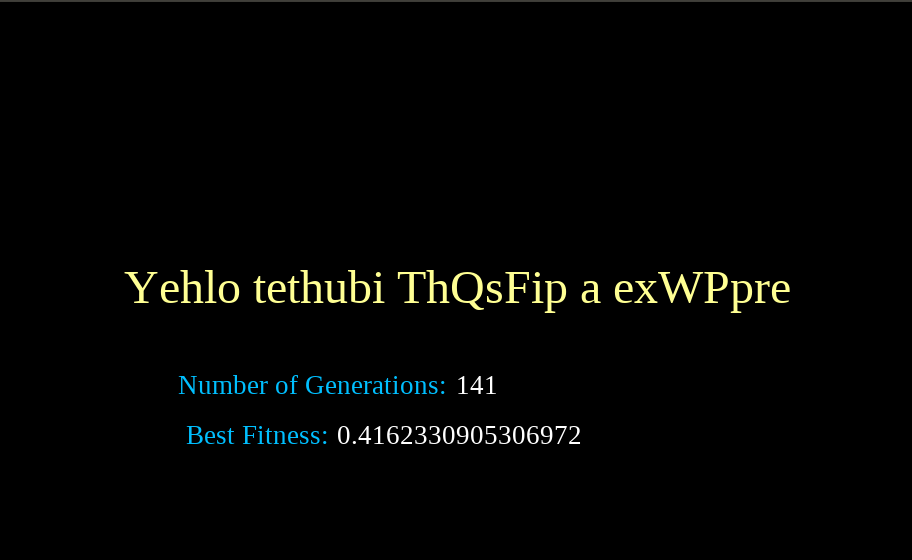 Yehlo tethubi ThQsFip a exWPpre
Number of Generations: 141
Best Fitness: 0.4162330905306972